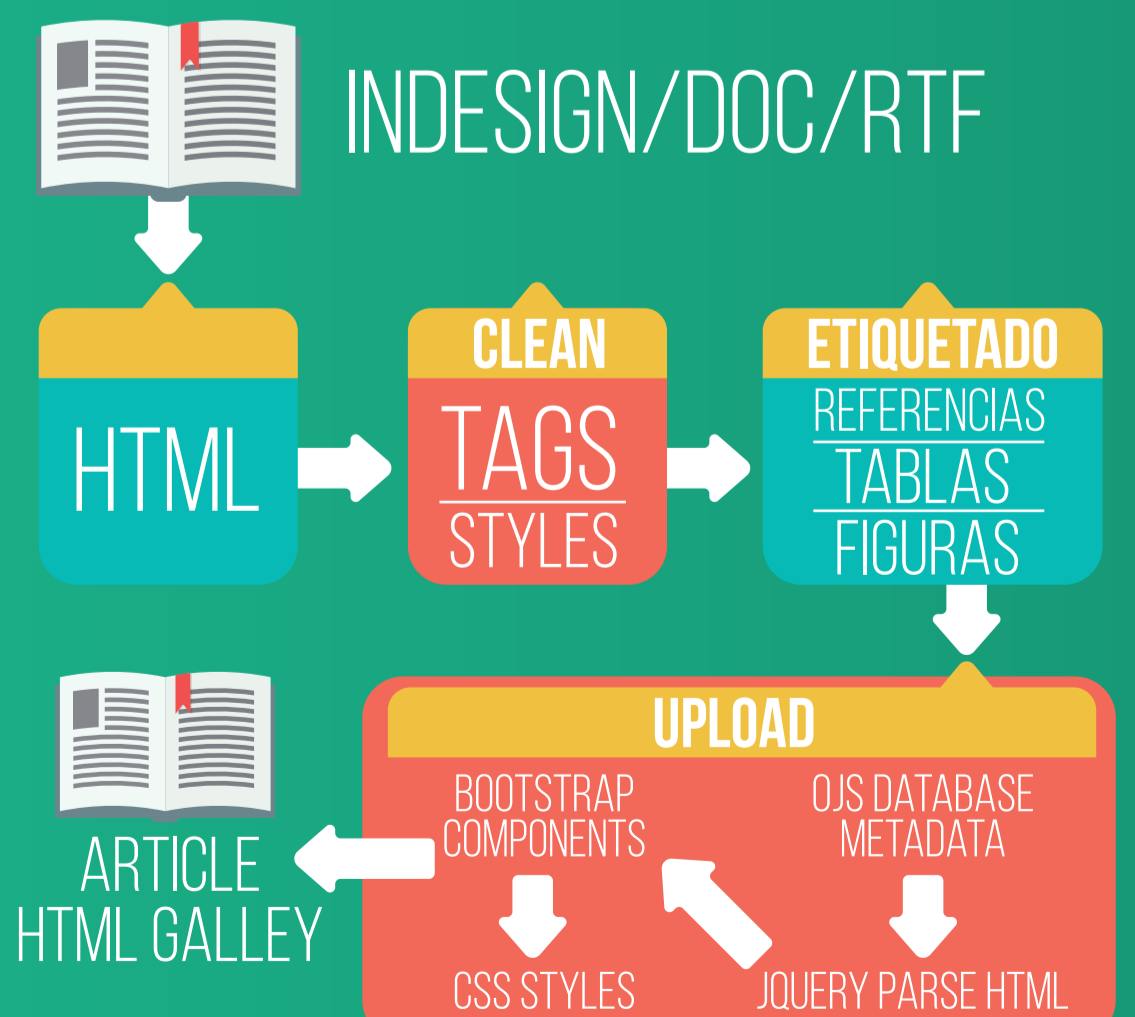 INDESIGN/DOC/RTF
HTML
CLEAN
TAGS
STYLES
ETIQUETADO
REFERENCIAS
TABLAS
FIGURAS
UPLOAD
OJS DATABASE
METADATA
JQUERY PARSE HTML
BOOTSTRAP
COMPONENTS
CSS STYLES
ARTICLE
HTML GALLEY